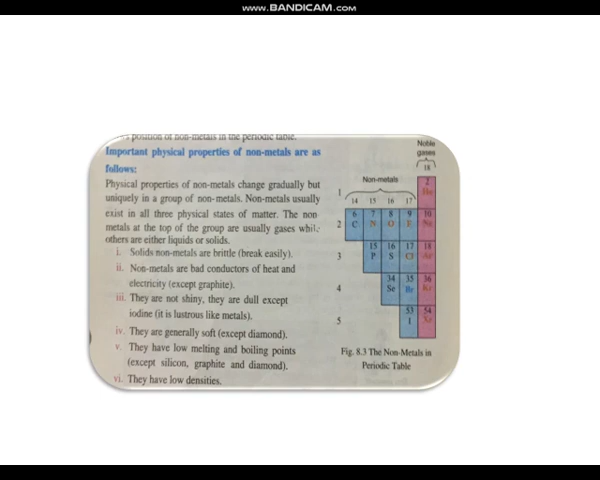 www.BANDICAM.com
position of non-metals in the periodic table.
Important physical properties of non-metals are as
follows:
Physical properties of non-metals change gradually but
uniquely in a group of non-metals. Non-metals usually
exist in all three physical states of matter. The non
metals at the top of the group are usually gases while
others are either liquids or solids.
i. Solids non-metals are brittle (break easily).
ii. Non-metals are bad conductors of heat and
electricity (except graphite).
iii. They are not shiny, they are dull except
iodine (it is lustrous like metals).
iv. They are generally soft (except diamond).
v. They have low melting and boiling points
(except silicon, graphite and diamond).
vi. They have low densities.
Noble
gases
18
Non-metals
1 2
He
14 15 16 17
2 6 7 8 9 10
C N O F Ne
3 15 16 17 18
P S Cl Ar
4 34 35 36
Se Br Kr
5 53 54
I Xe
Fig. 8.3 The Non-Metals in
Periodic Table